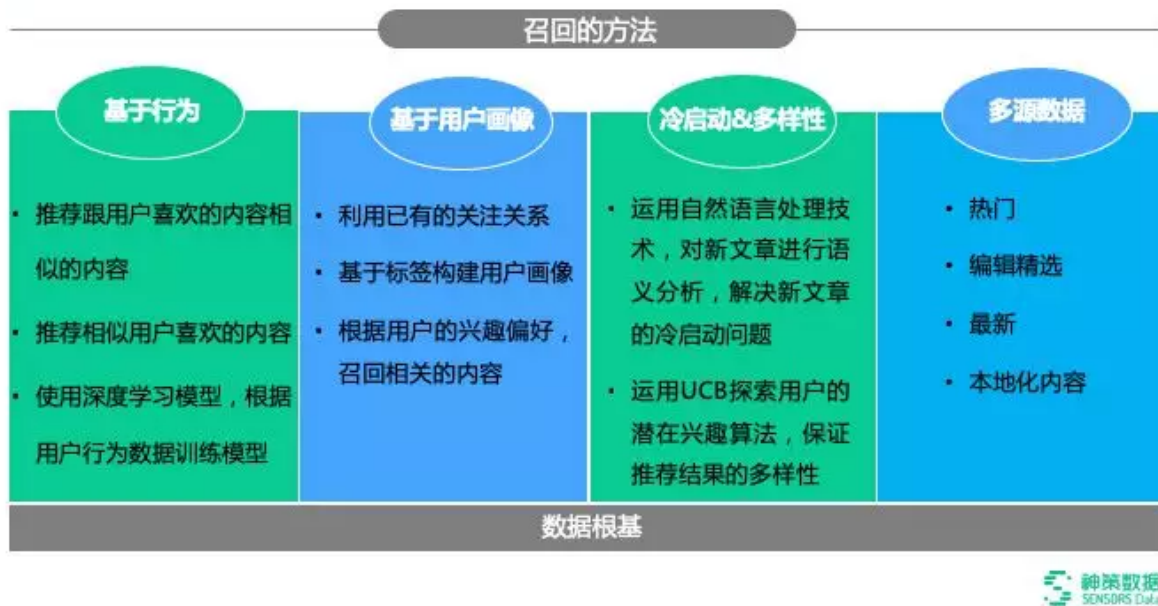 召回的方法
基于行为
• 推荐跟用户喜欢的内容相
似的内容
• 推荐相似用户喜欢的内容
• 使用深度学习模型，根据
用户行为数据训练模型
基于用户画像
• 利用已有的关注关系
• 基于标签构建用户画像
• 根据用户的兴趣偏好，
召回相关的内容
冷启动&多样性
• 运用自然语言处理技
术，对新文章进行语
义分析，解决新文章
的冷启动问题
• 运用UCB探索用户的
潜在兴趣算法，保证
推荐结果的多样性
多源数据
• 热门
• 编辑精选
• 最新
• 本地化内容
数据根基
神策数据
SENSORS Data